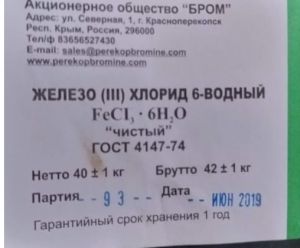 Акционерное общество "БРОМ"
Адрес: ул. Северная, 1, г. Красноперекопск
Респ. Крым, Россия, 296000
Тел/ф 83656527430
E-mail: sales@perekopbromine.com
www.perekopbromine.com
ЖЕЛЕЗО (III) ХЛОРИД 6-ВОДНЫЙ
FeCl₃ · 6H₂O
"чистый"
ГОСТ 4147-74
Нетто 40 ± 1 кг Брутто 42 ± 1 кг
Партия - 93 - - Дата - - ИЮН 2019
Гарантийный срок хранения 1 год